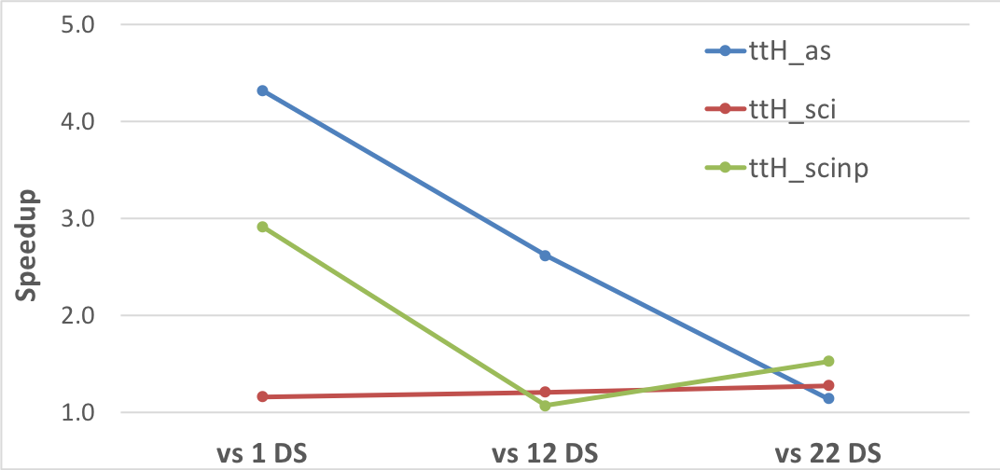 5.0
ttH_as
4.0
ttH_sci
ttH_scinp
3.0
Speedup
2.0
1.0
vs 1 DS
vs 12 DS
vs 22 DS